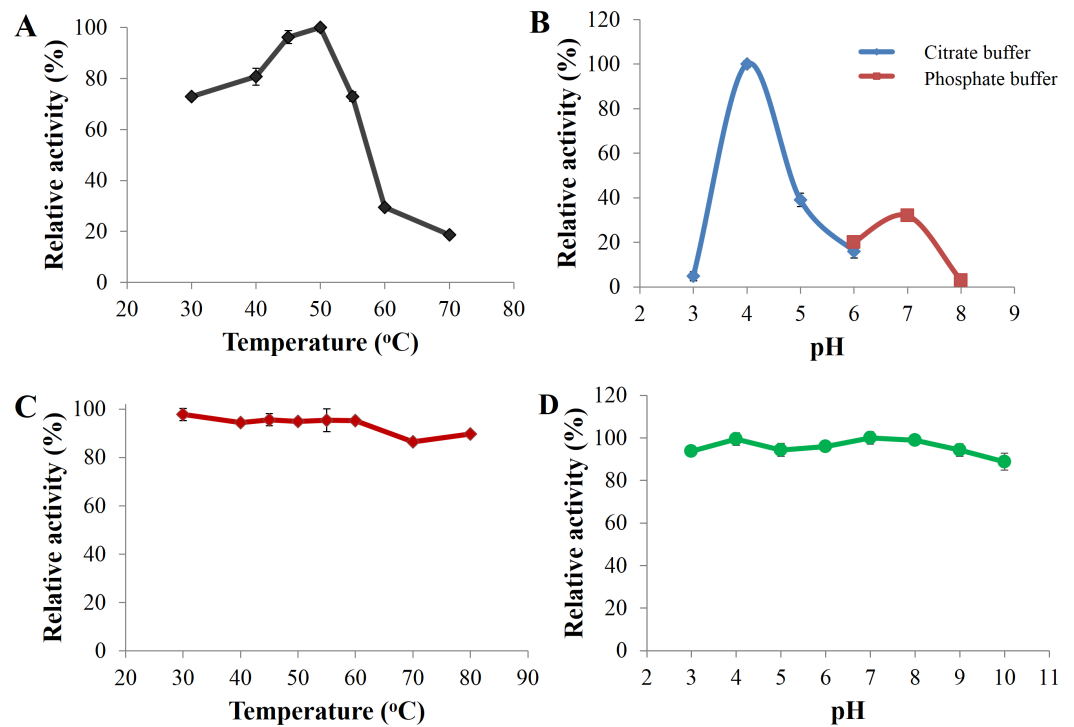 A
Relative activity (%)
100
80
60
40
20
0
20 30 40 50 60 70 80
Temperature (ºC)
B
Relative activity (%)
120
100
80
60
40
20
0
2 3 4 5 6 7 8 9
pH
Citrate buffer
Phosphate buffer
C
Relative activity (%)
100
80
60
40
20
0
20 30 40 50 60 70 80 90
Temperature (ºC)
D
Relative activity (%)
120
100
80
60
40
20
0
2 3 4 5 6 7 8 9 10 11
pH